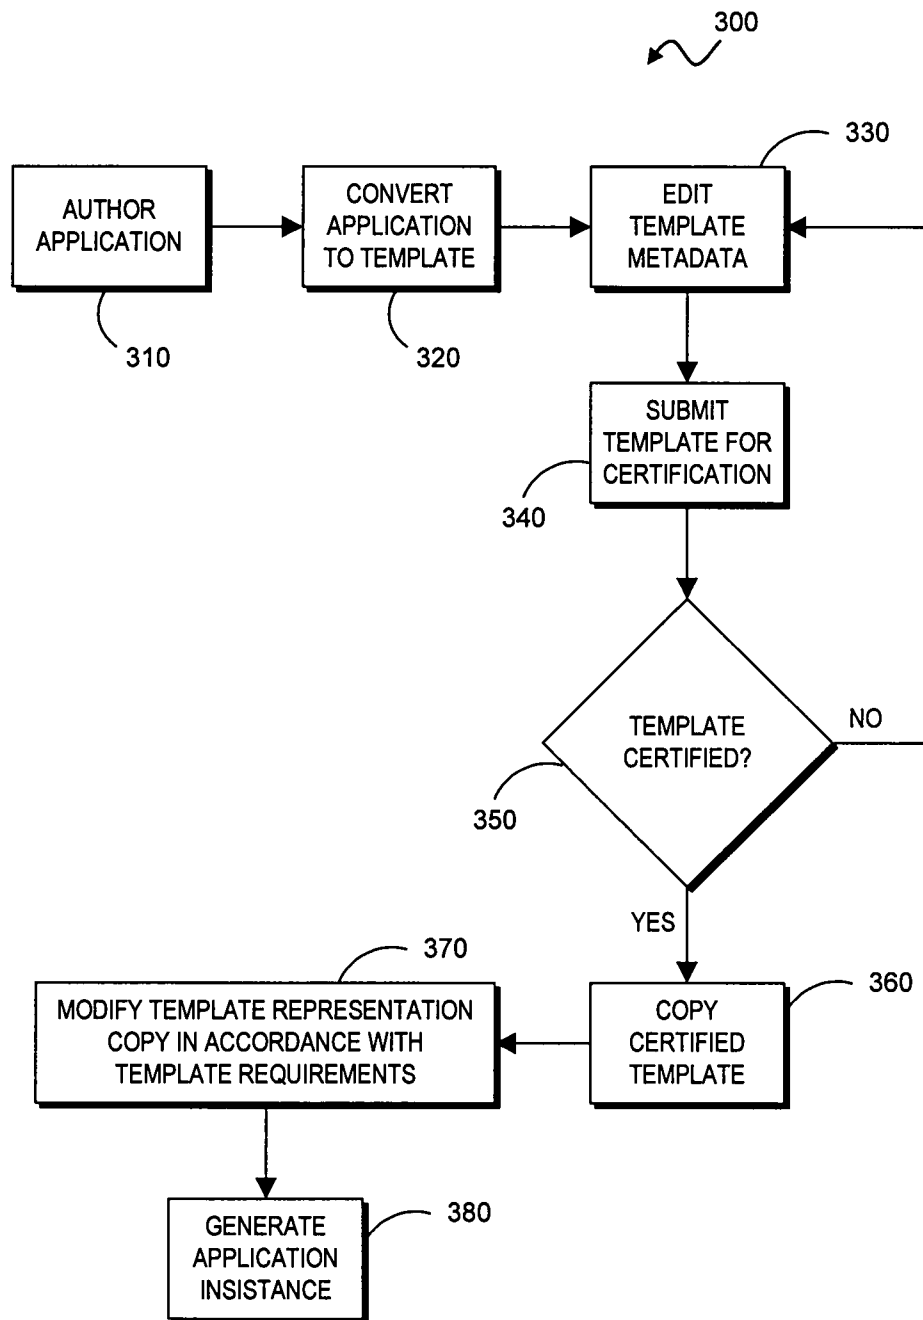 300
330
AUTHOR
APPLICATION
310
CONVERT
APPLICATION
TO TEMPLATE
320
EDIT
TEMPLATE
METADATA
SUBMIT
TEMPLATE FOR
CERTIFICATION
340
TEMPLATE
CERTIFIED?
350
NO
YES
360
COPY
CERTIFIED
TEMPLATE
370
MODIFY TEMPLATE REPRESENTATION
COPY IN ACCORDANCE WITH
TEMPLATE REQUIREMENTS
380
GENERATE
APPLICATION
INSISTANCE